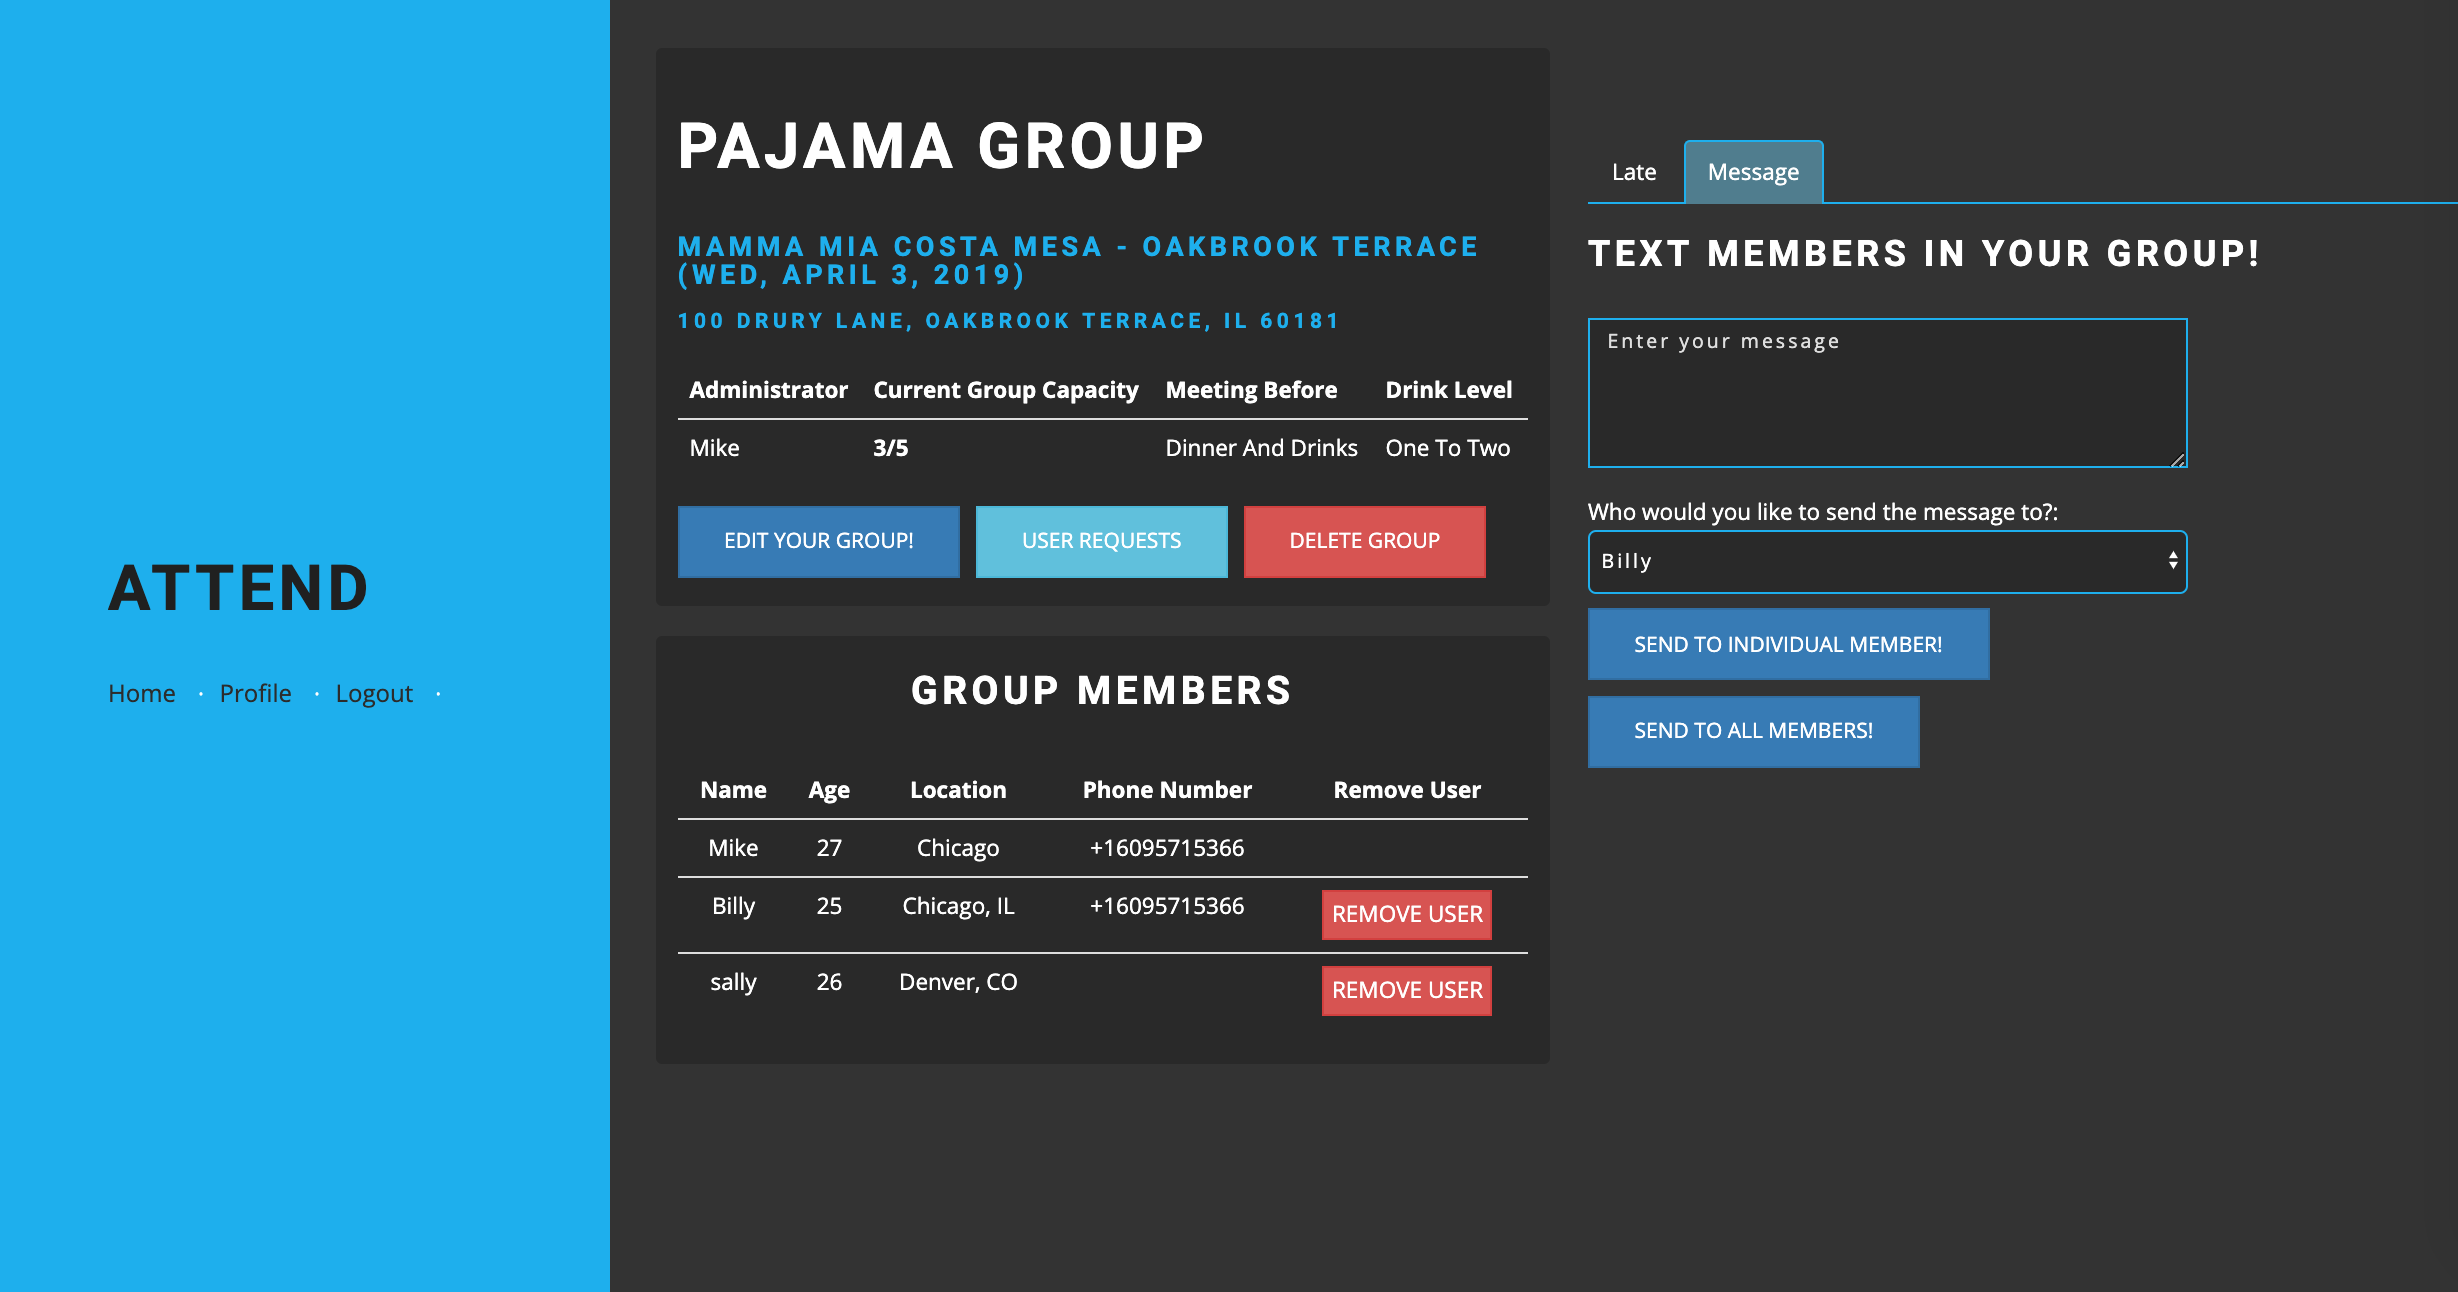 ATTEND
Home · Profile · Logout ·
PAJAMA GROUP
MAMMA MIA COSTA MESA - OAKBROOK TERRACE
(WED, APRIL 3, 2019)
100 DRURY LANE, OAKBROOK TERRACE, IL 60181
Administrator Current Group Capacity Meeting Before Drink Level
Mike 3/5 Dinner And Drinks One To Two
EDIT YOUR GROUP! USER REQUESTS DELETE GROUP
GROUP MEMBERS
Name Age Location Phone Number Remove User
Mike 27 Chicago +16095715366
Billy 25 Chicago, IL +16095715366 REMOVE USER
sally 26 Denver, CO REMOVE USER
Late Message
TEXT MEMBERS IN YOUR GROUP!
Enter your message
Who would you like to send the message to?:
Billy
SEND TO INDIVIDUAL MEMBER!
SEND TO ALL MEMBERS!